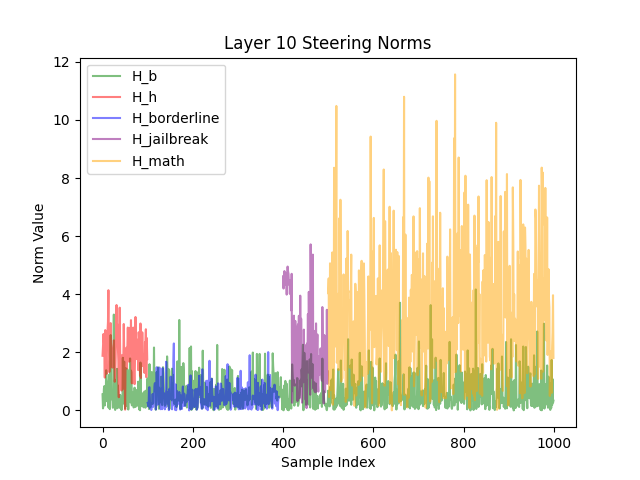 Layer 10 Steering Norms
12
10
8
6
4
2
0
Norm Value
H_b
H_h
H_borderline
H_jailbreak
H_math
0
200
400
600
800
1000
Sample Index